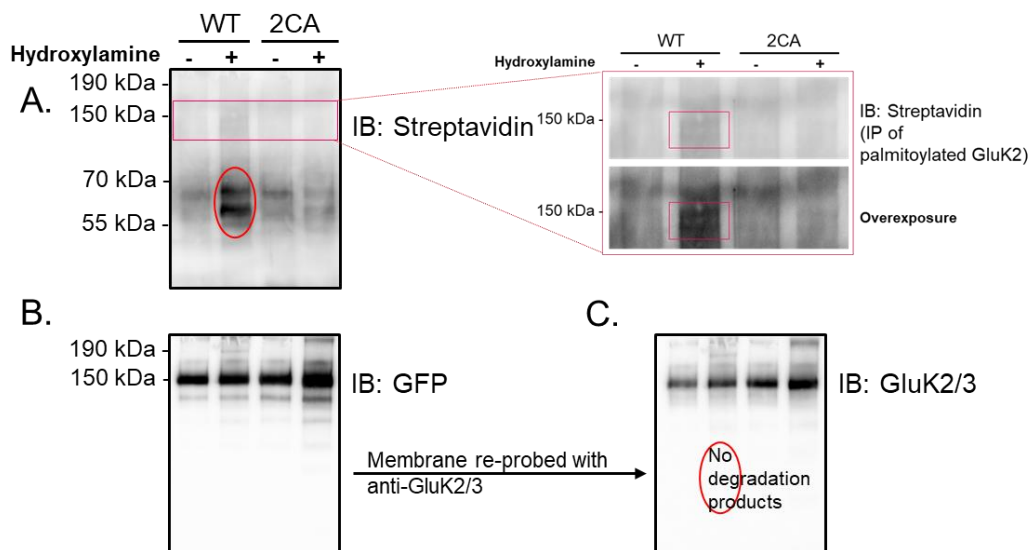 WT 2CA
Hydroxylamine - + - +
A.
190 kDa -
150 kDa -
70 kDa -
55 kDa -
IB: Streptavidin
WT 2CA
Hydroxylamine - + - +
150 kDa -
IB: Streptavidin
(IP of
palmitoylated GluK2)
150 kDa -
Overexposure
B.
190 kDa -
150 kDa -
IB: GFP
Membrane re-probed with
anti-GluK2/3
C.
IB: GluK2/3
No
degradation
products